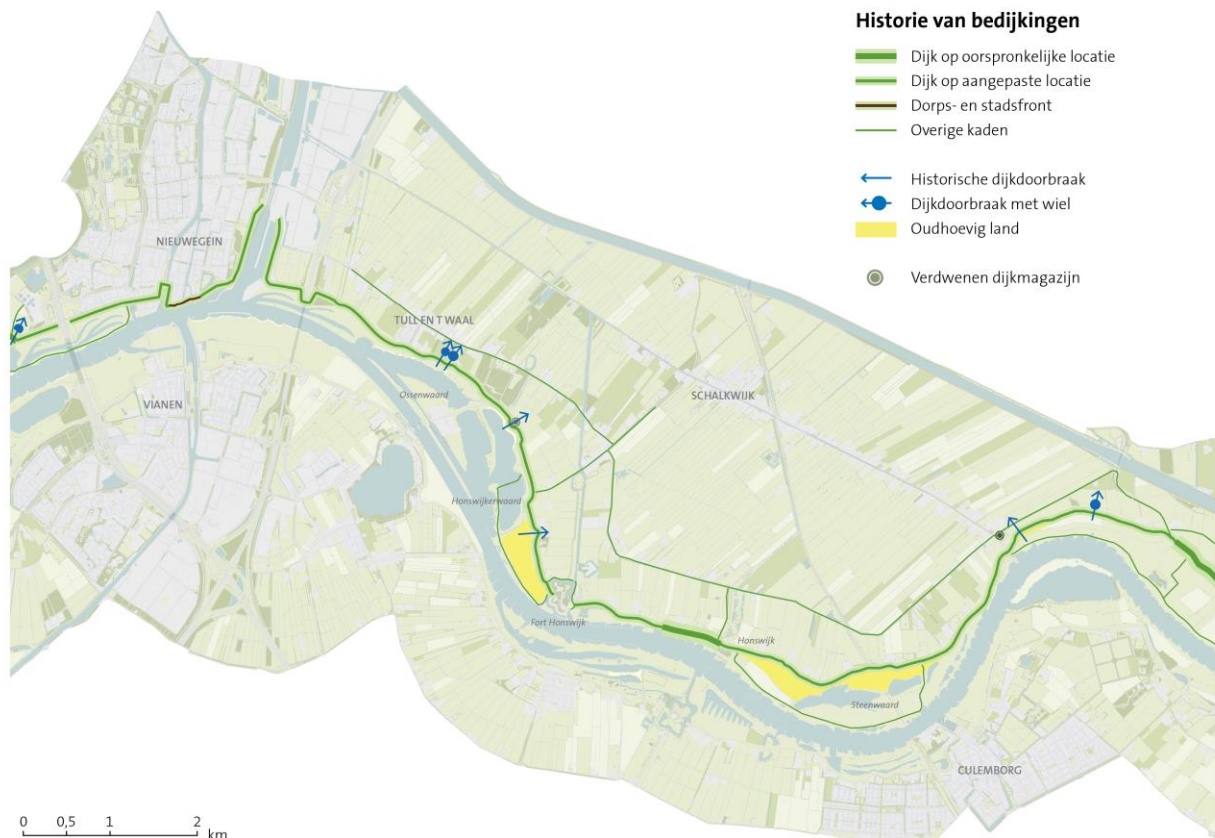 Historie van bedijkingen
Dijk op oorspronkelijke locatie
Dijk op aangepaste locatie
Dorps- en stadsfront
Overige kaden
Historische dijkdoorbraak
Dijkdoorbraak met wiel
Oudhoevig land
Verdwenen dijkmagazijn
NIEUWEGEIN
TULL EN T WAAL
VIANEN
Ossenwaard
SCHALKWIJK
Honswijkerwaard
Fort Honswijk
Honswijk
Steenwaard
CULEMBORG
0 0,5 1 2
km